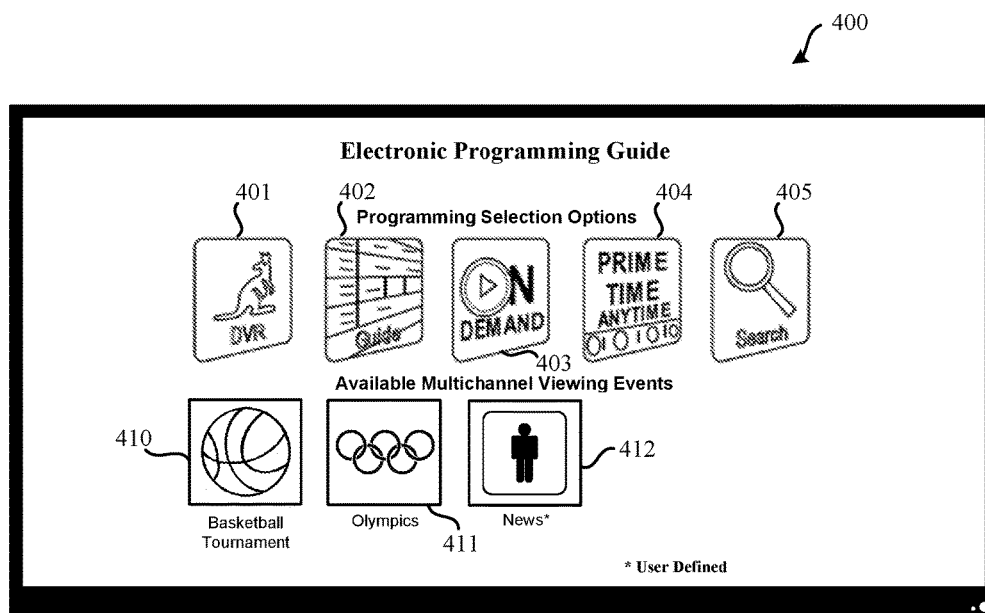 400
Electronic Programming Guide
401
402
404
405
Programming Selection Options
DVR
Guide
ON
DEMAND
PRIME
TIME
ANYTIME
Search
403
Available Multichannel Viewing Events
410
412
Basketball
Tournament
Olympics
411
News*
* User Defined